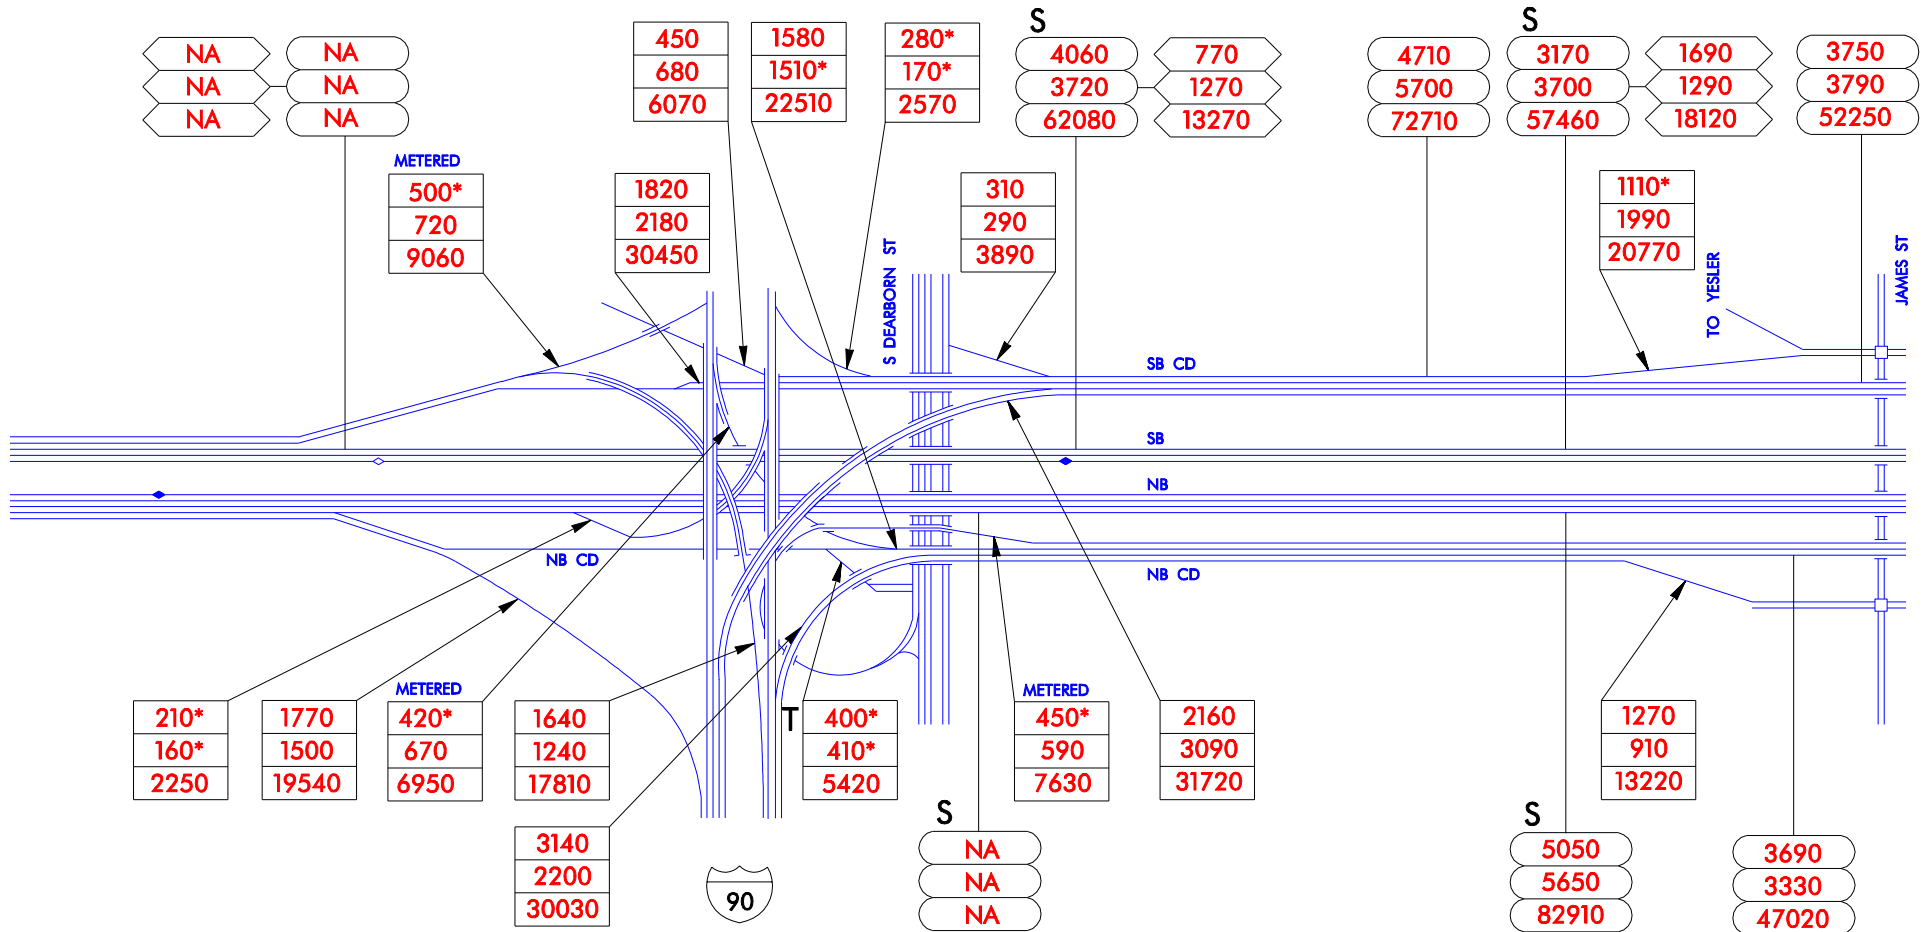 NA
NA
NA
NA
NA
NA
450
680
6070
1580
1510*
22510
280*
170*
2570
S
4060
3720
62080
770
1270
13270
4710
5700
72710
S
3170
3700
57460
1690
1290
18120
3750
3790
52250
METERED
500*
720
9060
1820
2180
30450
310
290
3890
1110*
1990
20770
S DEARBORN ST
TO YESLER
JAMES ST
SB CD
SB
NB
NB CD
NB CD
210*
160*
2250
1770
1500
19540
METERED
420*
670
6950
1640
1240
17810
T
400*
410*
5420
METERED
450*
590
7630
2160
3090
31720
1270
910
13220
3140
2200
30030
90
S
NA
NA
NA
S
5050
5650
82910
3690
3330
47020